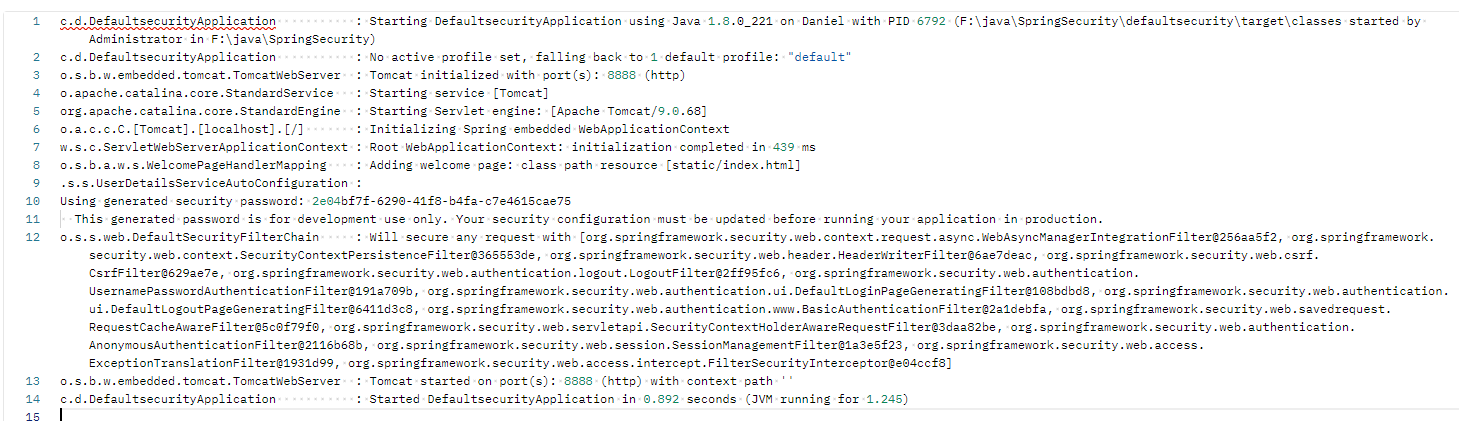 1 c.d.DefaultsecurityApplication : Starting DefaultsecurityApplication using Java 1.8.0_221 on Daniel with PID 6792 (F:\java\SpringSecurity\defaultsecurity\target\classes started by
Administrator in F:\java\SpringSecurity)
2 c.d.DefaultsecurityApplication : No active profile set, falling back to 1 default profile: "default"
3 o.s.b.w.embedded.tomcat.TomcatWebServer : Tomcat initialized with port(s): 8888 (http)
4 o.apache.catalina.core.StandardService : Starting service [Tomcat]
5 org.apache.catalina.core.StandardEngine : Starting Servlet engine: [Apache Tomcat/9.0.68]
6 o.a.c.c.C.[Tomcat].[localhost].[/] : Initializing Spring embedded WebApplicationContext
7 w.s.c.ServletWebServerApplicationContext : Root WebApplicationContext: initialization completed in 439 ms
8 o.s.b.a.w.s.WelcomePageHandlerMapping : Adding welcome page: class path resource [static/index.html]
9 .s.s.UserDetailsServiceAutoConfiguration :
10 Using generated security password: 2e04bf7f-6290-41f8-b4fa-c7e4615cae75
11 This generated password is for development use only. Your security configuration must be updated before running your application in production.
12 o.s.s.web.DefaultSecurityFilterChain : Will secure any request with [org.springframework.security.web.context.request.async.WebAsyncManagerIntegrationFilter@256aa5f2, org.springframework.
security.web.context.SecurityContextPersistenceFilter@365553de, org.springframework.security.web.header.HeaderWriterFilter@6ae7deac, org.springframework.security.web.csrf.
CsrfFilter@629ae7e, org.springframework.security.web.authentication.logout.LogoutFilter@2ff95fc6, org.springframework.security.web.authentication.
UsernamePasswordAuthenticationFilter@191a709b, org.springframework.security.web.authentication.ui.DefaultLoginPageGeneratingFilter@108bdbd8, org.springframework.security.web.authentication.
ui.DefaultLogoutPageGeneratingFilter@6411d3c8, org.springframework.security.web.authentication.www.BasicAuthenticationFilter@2a1debfa, org.springframework.security.web.savedrequest.
RequestCacheAwareFilter@5c0f79f0, org.springframework.security.web.servletapi.SecurityContextHolderAwareRequestFilter@3daa82be, org.springframework.security.web.authentication.
AnonymousAuthenticationFilter@2116b68b, org.springframework.security.web.session.SessionManagementFilter@1a3e5f23, org.springframework.security.web.access.
ExceptionTranslationFilter@1931d99, org.springframework.security.web.access.intercept.FilterSecurityInterceptor@e04ccf8]
13 o.s.b.w.embedded.tomcat.TomcatWebServer : Tomcat started on port(s): 8888 (http) with context path ''
14 c.d.DefaultsecurityApplication : Started DefaultsecurityApplication in 0.892 seconds (JVM running for 1.245)
15